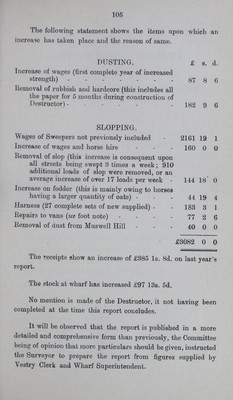 105
The following statement shows the items upon which an
increase has taken place and the reason of same.
DUSTING. £ s. d.
Increase of wages (first complete year of increased
strength) - - - - - - - 87 8 6
Removal of rubbish and hardcore (this includes all
the paper for 5 months during construction of
Destructor) - - - - - - - 182 9 6
SLOPPING.
Wages of Sweepers not previously included - 2161 19 1
Increase of wages and horse hire - - - 160 0 0
Removal of slop (this increase is consequent upon
all streets being swept 3 times a week; 910
additional loads of slop were removed, or an
average increase of over 17 loads per week - 144 18 0
Increase on fodder (this is mainly owing to horses
having a larger quantity of oats) - - - 44 19 4
Harness (27 complete sets of new supplied) - - 183 3 1
Repairs to vans (see foot note) - - - 77 2 6
Removal of dust from Muswell Hill - - - 40 0 0
£3082 0 0
The receipts show an increase of £385 1s. 8d. on last year's
report.
The stock at wharf has increased £97 13s. 5d.
No mention is made of the Destructor, it not having been
completed at the time this report concludes.
It will be observed that the report is published in a more
detailed and comprehensive form than previously, the Committee
being of opinion that more particulars should be given, instructed
the Surveyor to prepare the report from figures supplied by
Vestry Clerk and Wharf Superintendent.